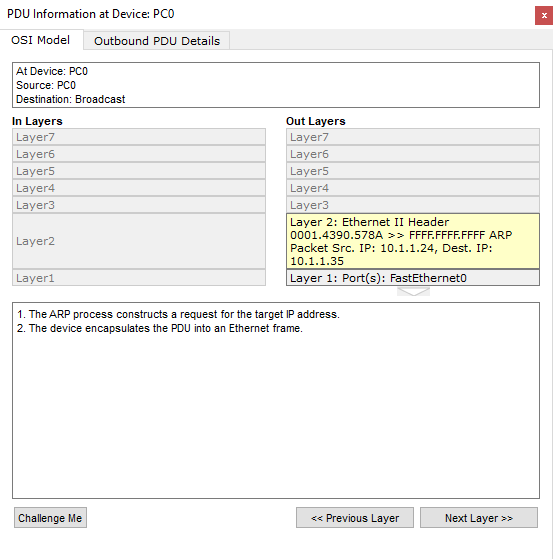 PDU Information at Device: PC0
x
OSI Model
Outbound PDU Details
At Device: PC0
Source: PC0
Destination: Broadcast
In Layers
Layer7
Layer6
Layer5
Layer4
Layer3
Layer2
Layer1
Out Layers
Layer7
Layer6
Layer5
Layer4
Layer3
Layer 2: Ethernet II Header
0001.4390.578A >> FFFF.FFFF.FFFF ARP
Packet Src. IP: 10.1.1.24, Dest. IP:
10.1.1.35
Layer 1: Port(s): FastEthernet0
1. The ARP process constructs a request for the target IP address.
2. The device encapsulates the PDU into an Ethernet frame.
Challenge Me
<< Previous Layer
Next Layer >>